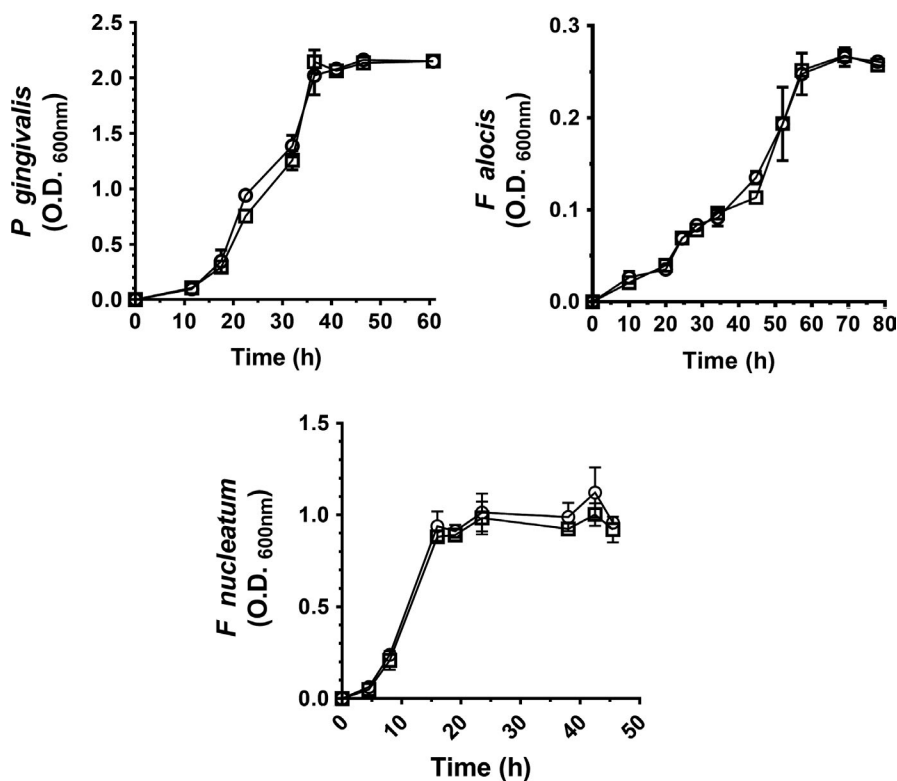 P gingivalis
(O.D. 600nm)
2.5
2.0
1.5
1.0
0.5
0.0
0 10 20 30 40 50 60
Time (h)
F alocis
(O.D. 600nm)
0.3
0.2
0.1
0.0
0 10 20 30 40 50 60 70 80
Time (h)
F nucleatum
(O.D. 600nm)
1.5
1.0
0.5
0.0
0 10 20 30 40 50
Time (h)